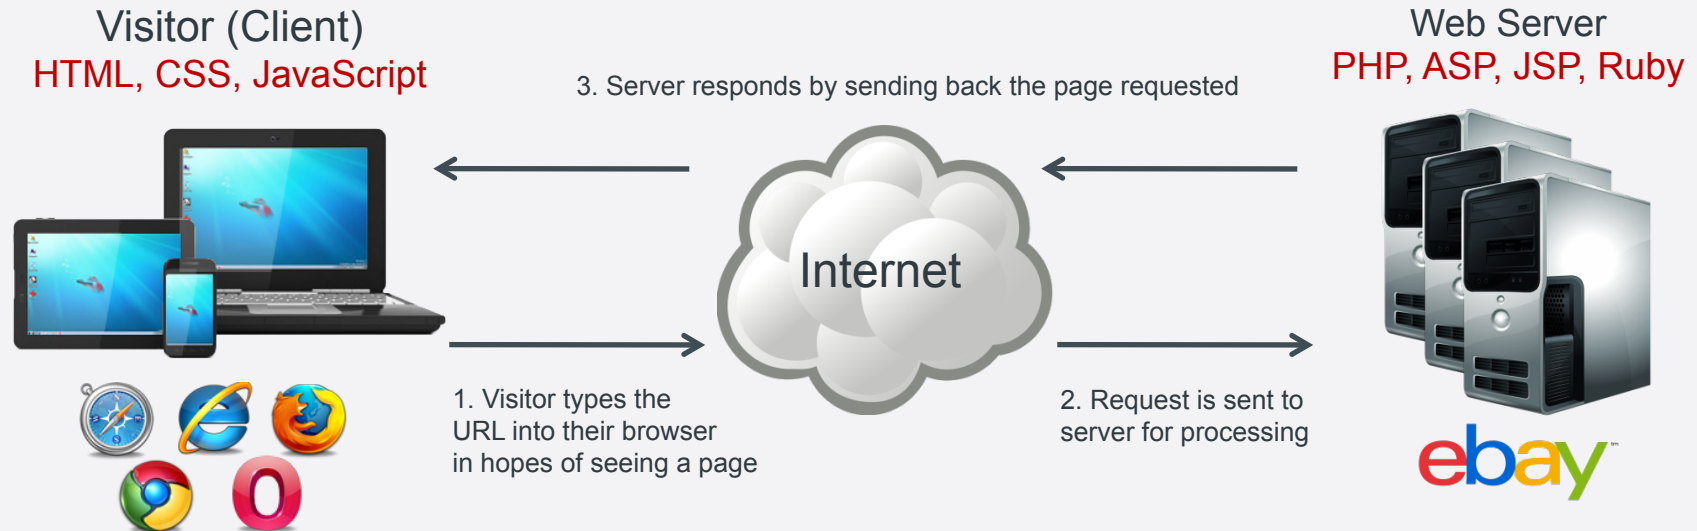 Visitor (Client)
HTML, CSS, JavaScript
3. Server responds by sending back the page requested
Web Server
PHP, ASP, JSP, Ruby
Internet
1. Visitor types the
URL into their browser
in hopes of seeing a page
2. Request is sent to
server for processing
ebay™